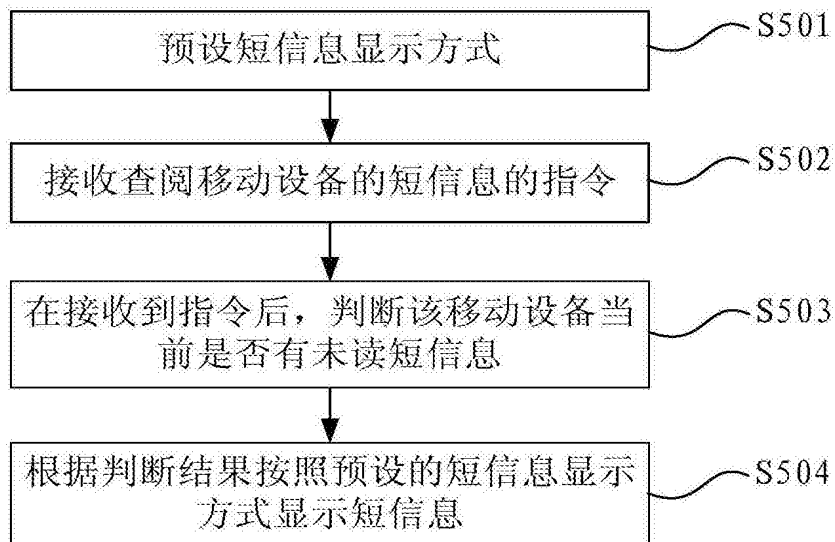 预设短信息显示方式
S501
接收查阅移动设备的短信息的指令
S502
在接收到指令后，判断该移动设备当
前是否有未读短信息
S503
根据判断结果按照预设的短信息显示
方式显示短信息
S504